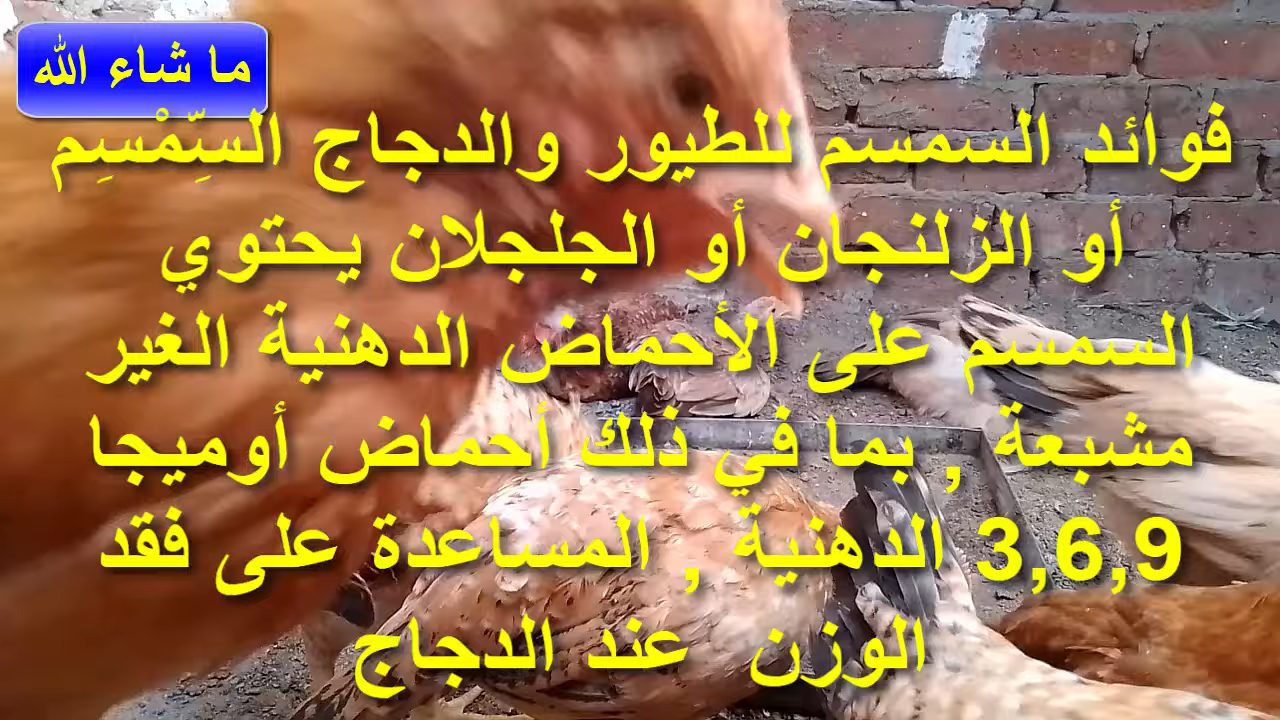 ما شاء الله
فوائد السمسم للطيور والدجاج السِّمْسِم
أو الزلنجان أو الجلجلان يحتوي
السمسم على الأحماض الدهنية الغير
مشبعة , بما في ذلك أحماض أوميجا
3,6,9 الدهنية , المساعدة على فقد
الوزن عند الدجاج